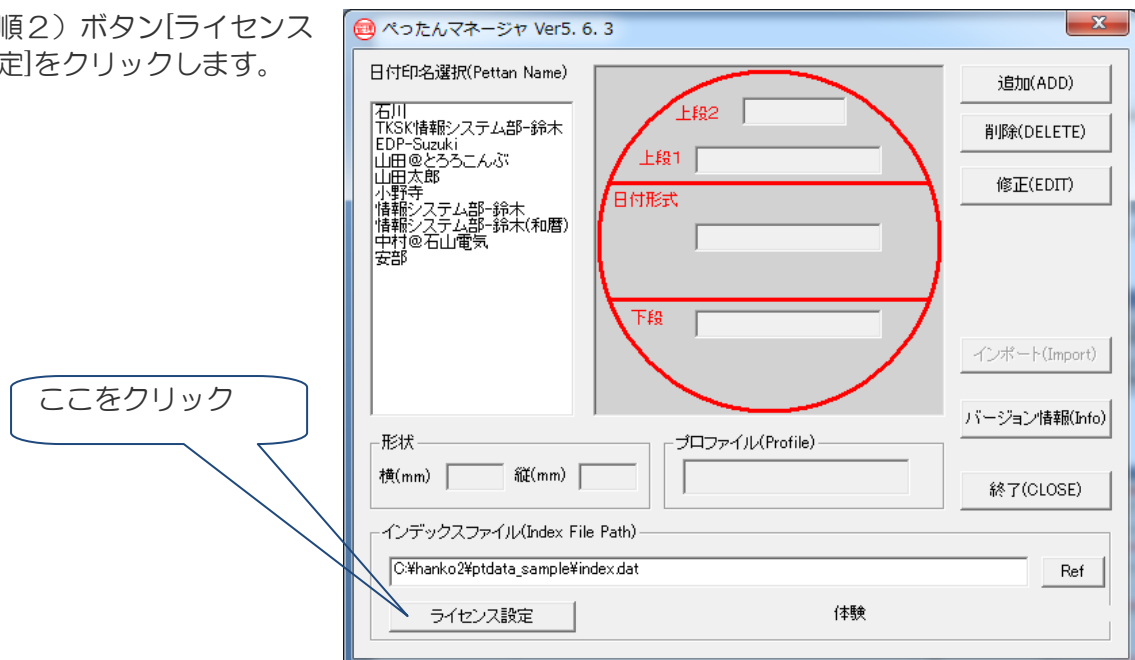 順２）ボタン[ライセンス
定]をクリックします。
ここをクリック
管理 ぺったんマネージャ Ver5. 6. 3
日付印名選択(Pettan Name)
石川
TKSK情報システム部-鈴木
EDP-Suzuki
山田@とろろこんぶ
山田太郎
小野寺
情報システム部-鈴木
情報システム部-鈴木(和暦)
中村@石山電気
安部
上段2
上段1
日付形式
下段
追加(ADD)
削除(DELETE)
修正(EDIT)
インポート(Import)
バージョン情報(Info)
終了(CLOSE)
形状
横(mm) 縦(mm)
プロファイル(Profile)
インデックスファイル(Index File Path)
C:¥hanko2¥ptdata_sample¥index.dat
Ref
ライセンス設定
体験